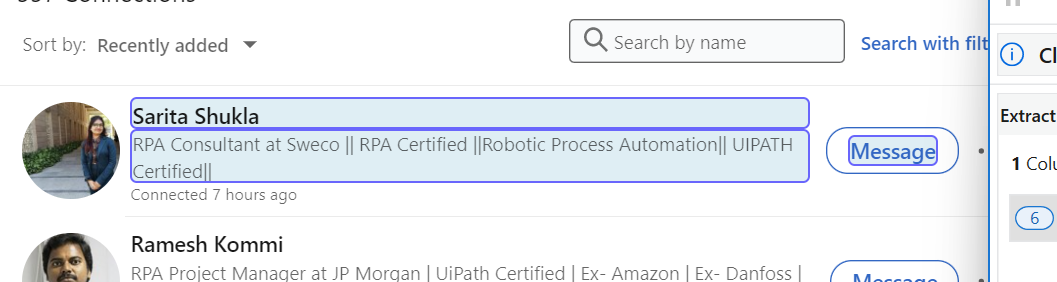 Sort by: Recently added
Search by name
Search with filt
Sarita Shukla
RPA Consultant at Sweco || RPA Certified ||Robotic Process Automation|| UIPATH
Certified||
Message
Connected 7 hours ago
Ramesh Kommi
RPA Project Manager at JP Morgan | UiPath Certified | Ex- Amazon | Ex- Danfoss |
Message
Cl
Extract
1 Colu
6